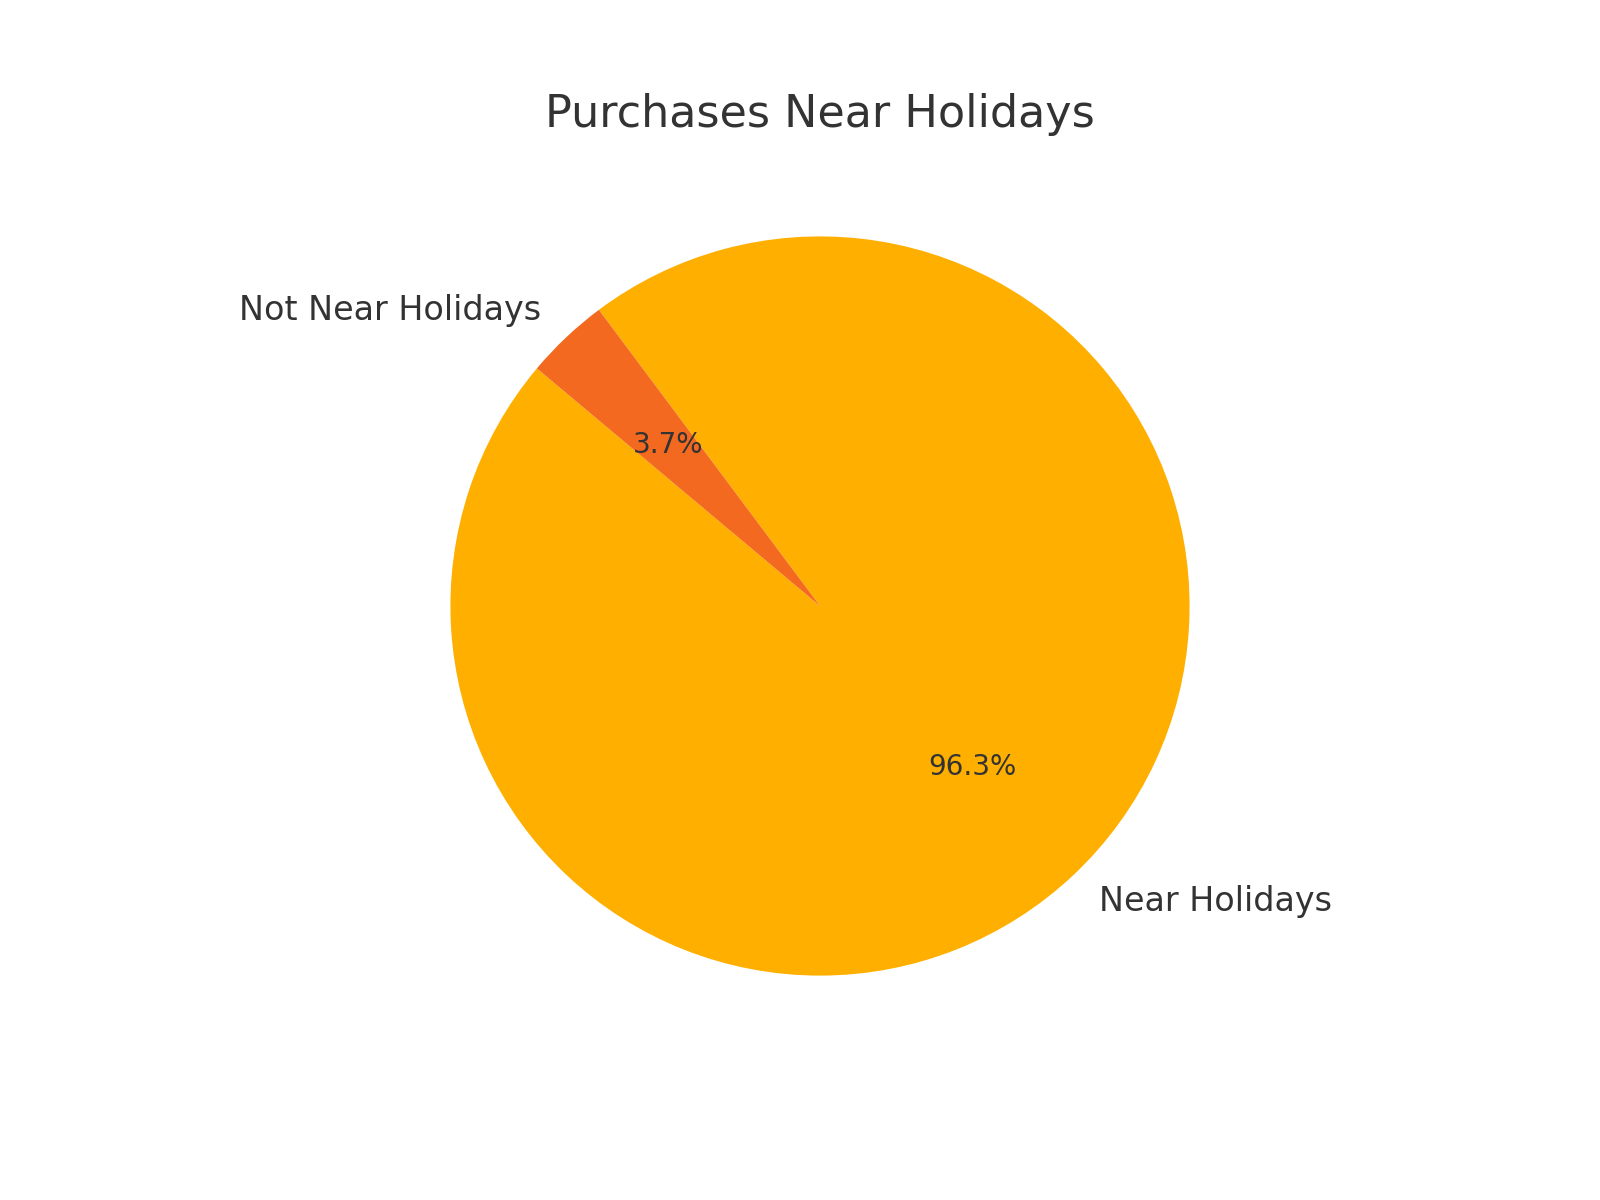 Purchases Near Holidays
Not Near Holidays
3.7%
96.3%
Near Holidays